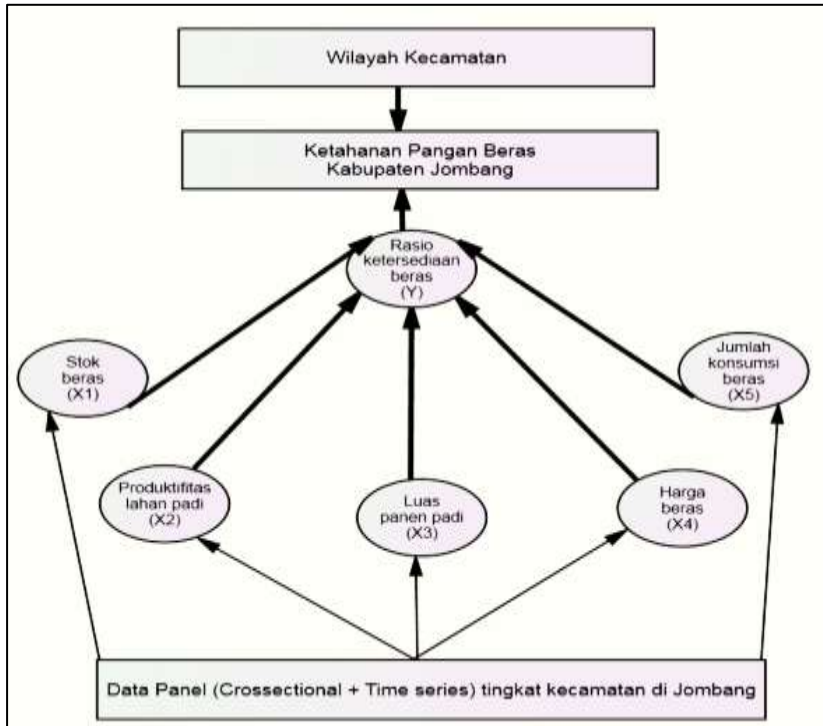 Wilayah Kecamatan
Ketahanan Pangan Beras
Kabupaten Jombang
Rasio
ketersediaan
beras
(Y)
Stok
beras
(X1)
Jumlah
konsumsi
beras
(X5)
Produktifitas
lahan padi
(X2)
Luas
panen padi
(X3)
Harga
beras
(X4)
Data Panel (Crossectional + Time series) tingkat kecamatan di Jombang